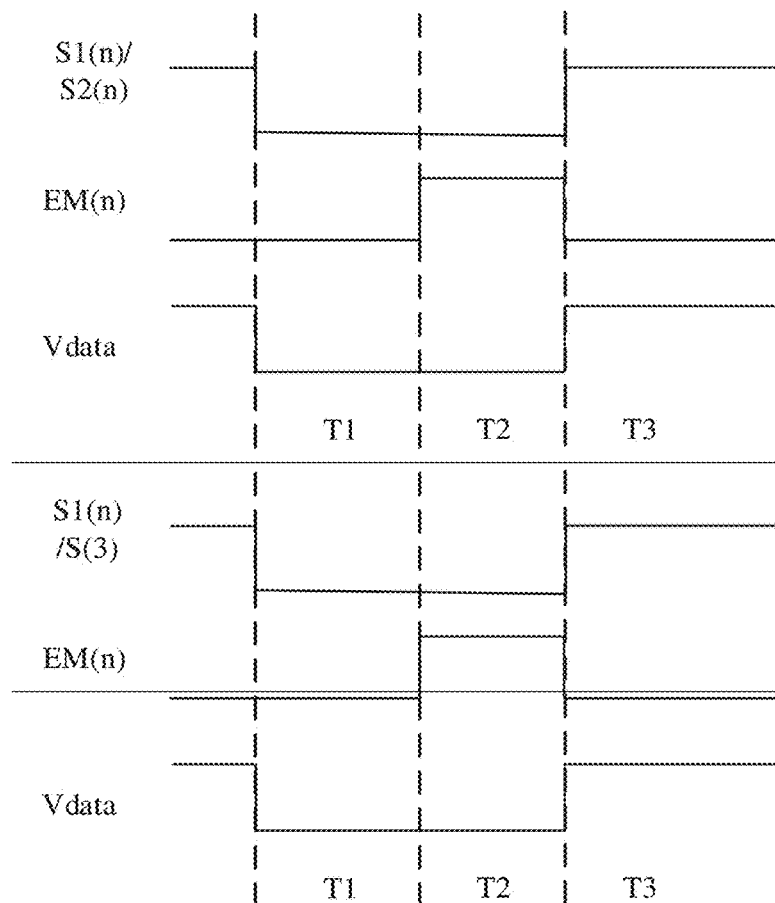 S1(n)/
S2(n)
EM(n)
Vdata
T1 T2 T3
S1(n)
/S(3)
EM(n)
Vdata
T1 T2 T3